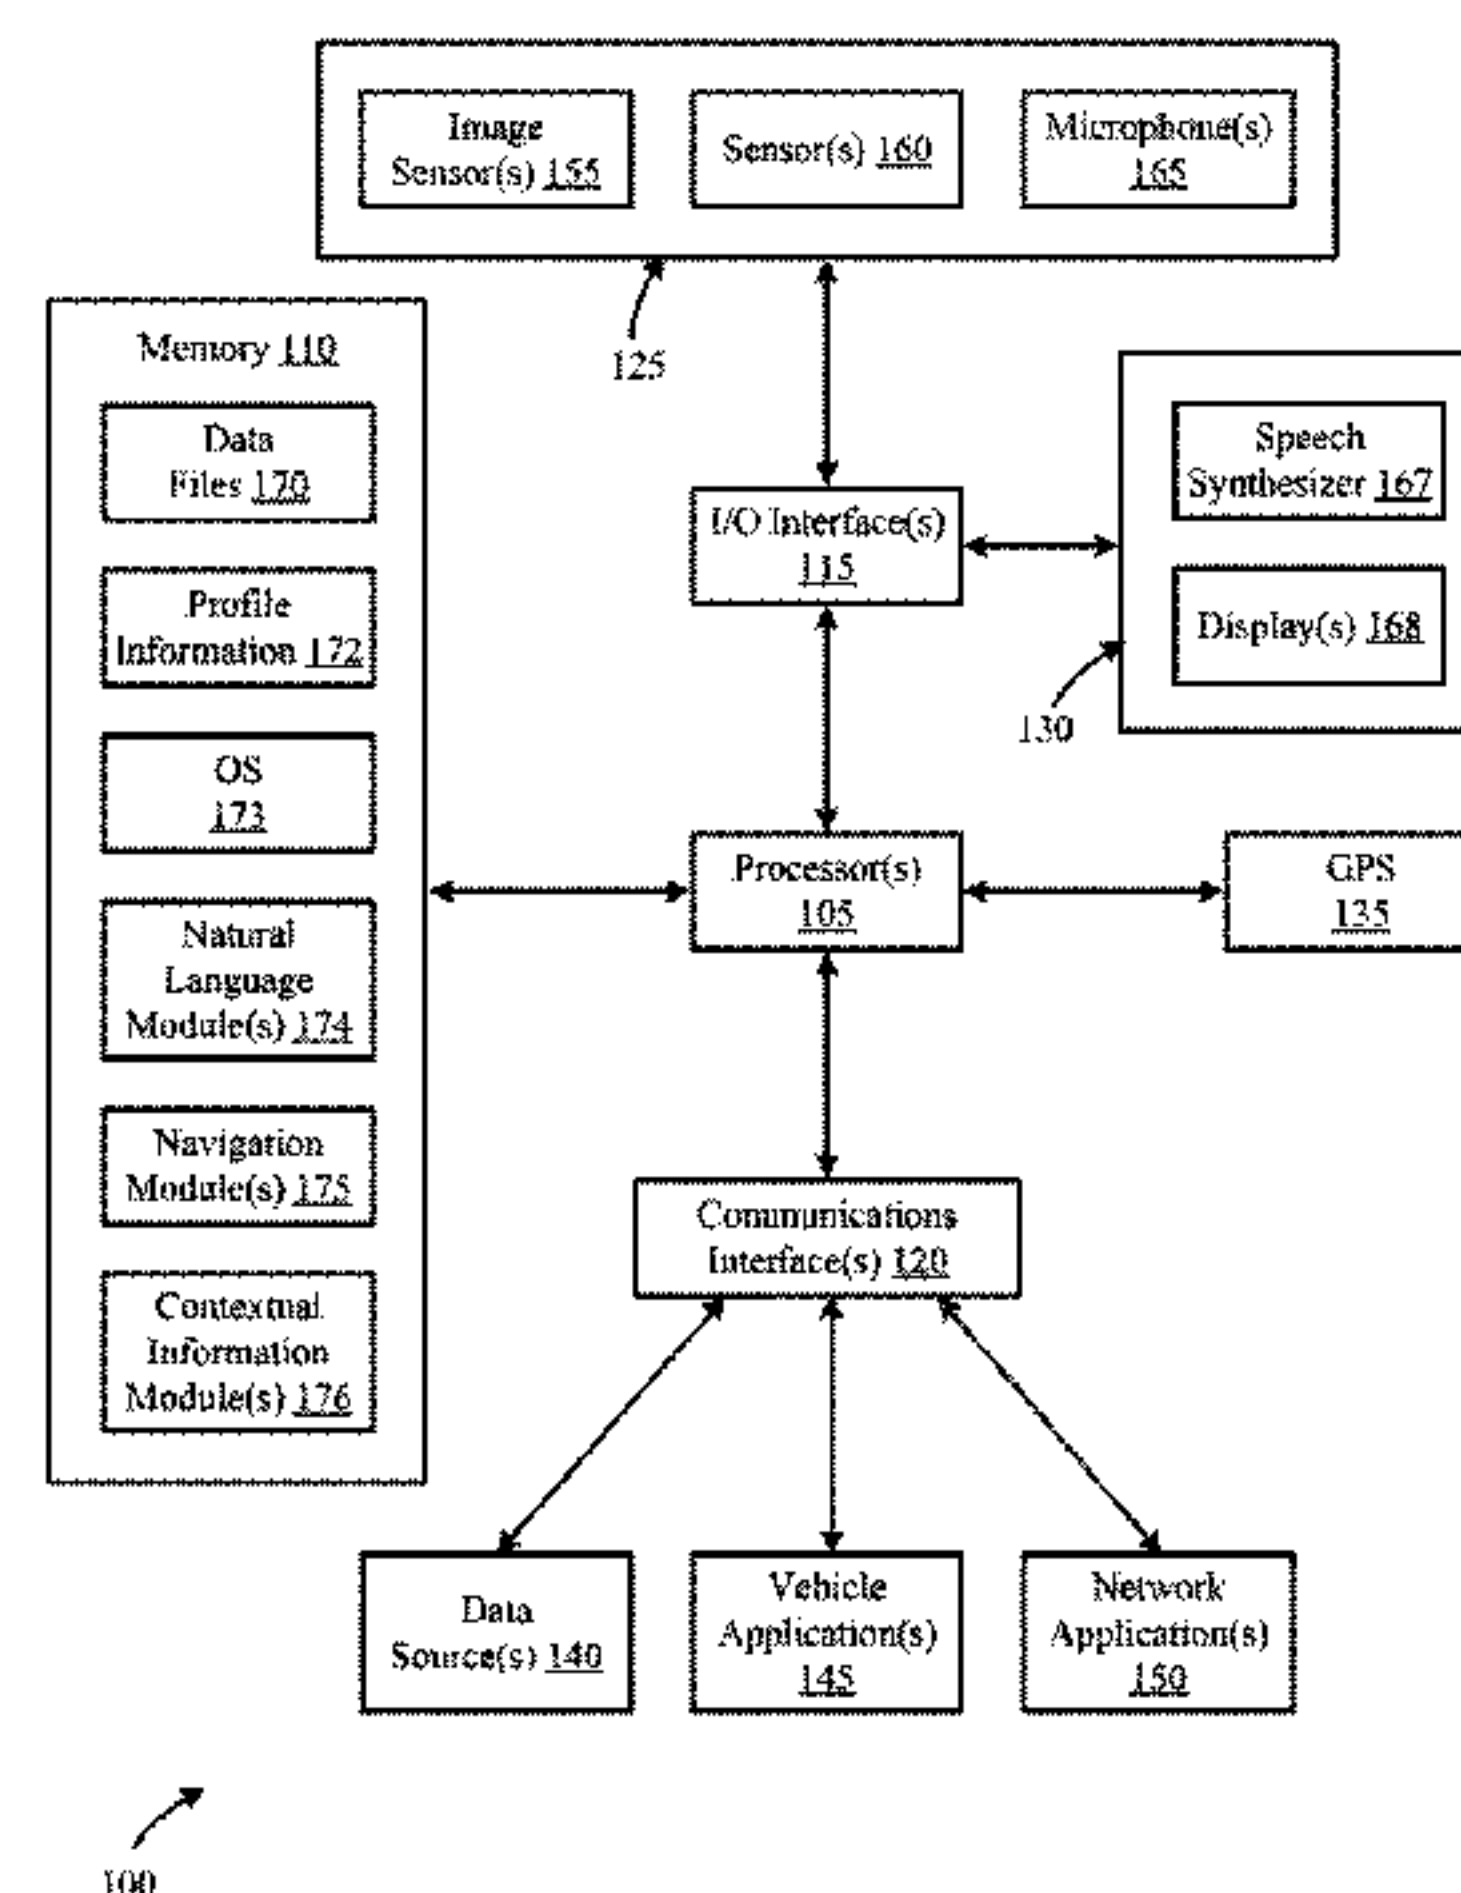 Image
Sensor(s) 155
Sensor(s) 160
Microphone(s)
165
125
Memory 110
Data
Files 170
Profile
Information 172
OS
173
Natural
Language
Module(s) 174
Navigation
Module(s) 175
Contextual
Information
Module(s) 176
I/O Interface(s)
115
Speech
Synthesizer 167
Display(s) 168
130
Processor(s)
105
GPS
135
Communications
Interface(s) 120
Data
Source(s) 140
Vehicle
Application(s)
145
Network
Application(s)
150
100